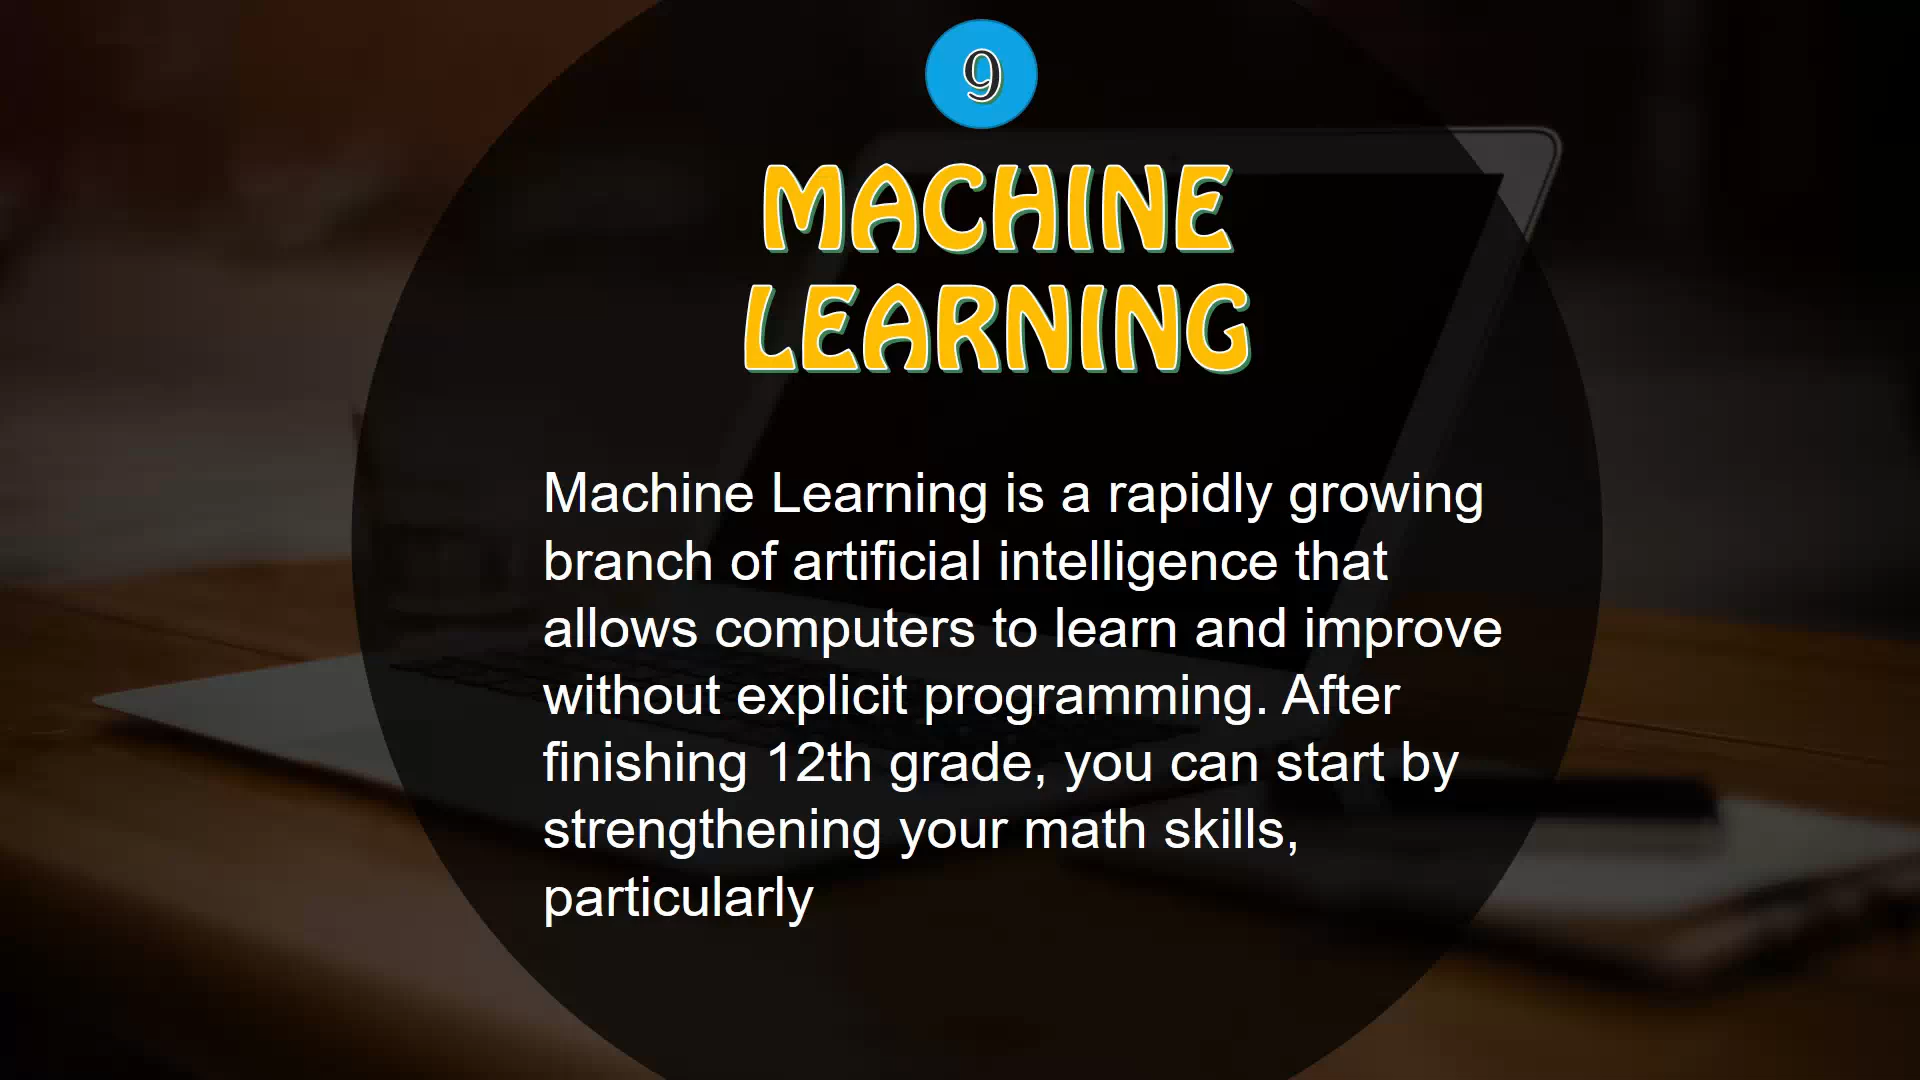 9
MACHINE
LEARNING
Machine Learning is a rapidly growing
branch of artificial intelligence that
allows computers to learn and improve
without explicit programming. After
finishing 12th grade, you can start by
strengthening your math skills,
particularly